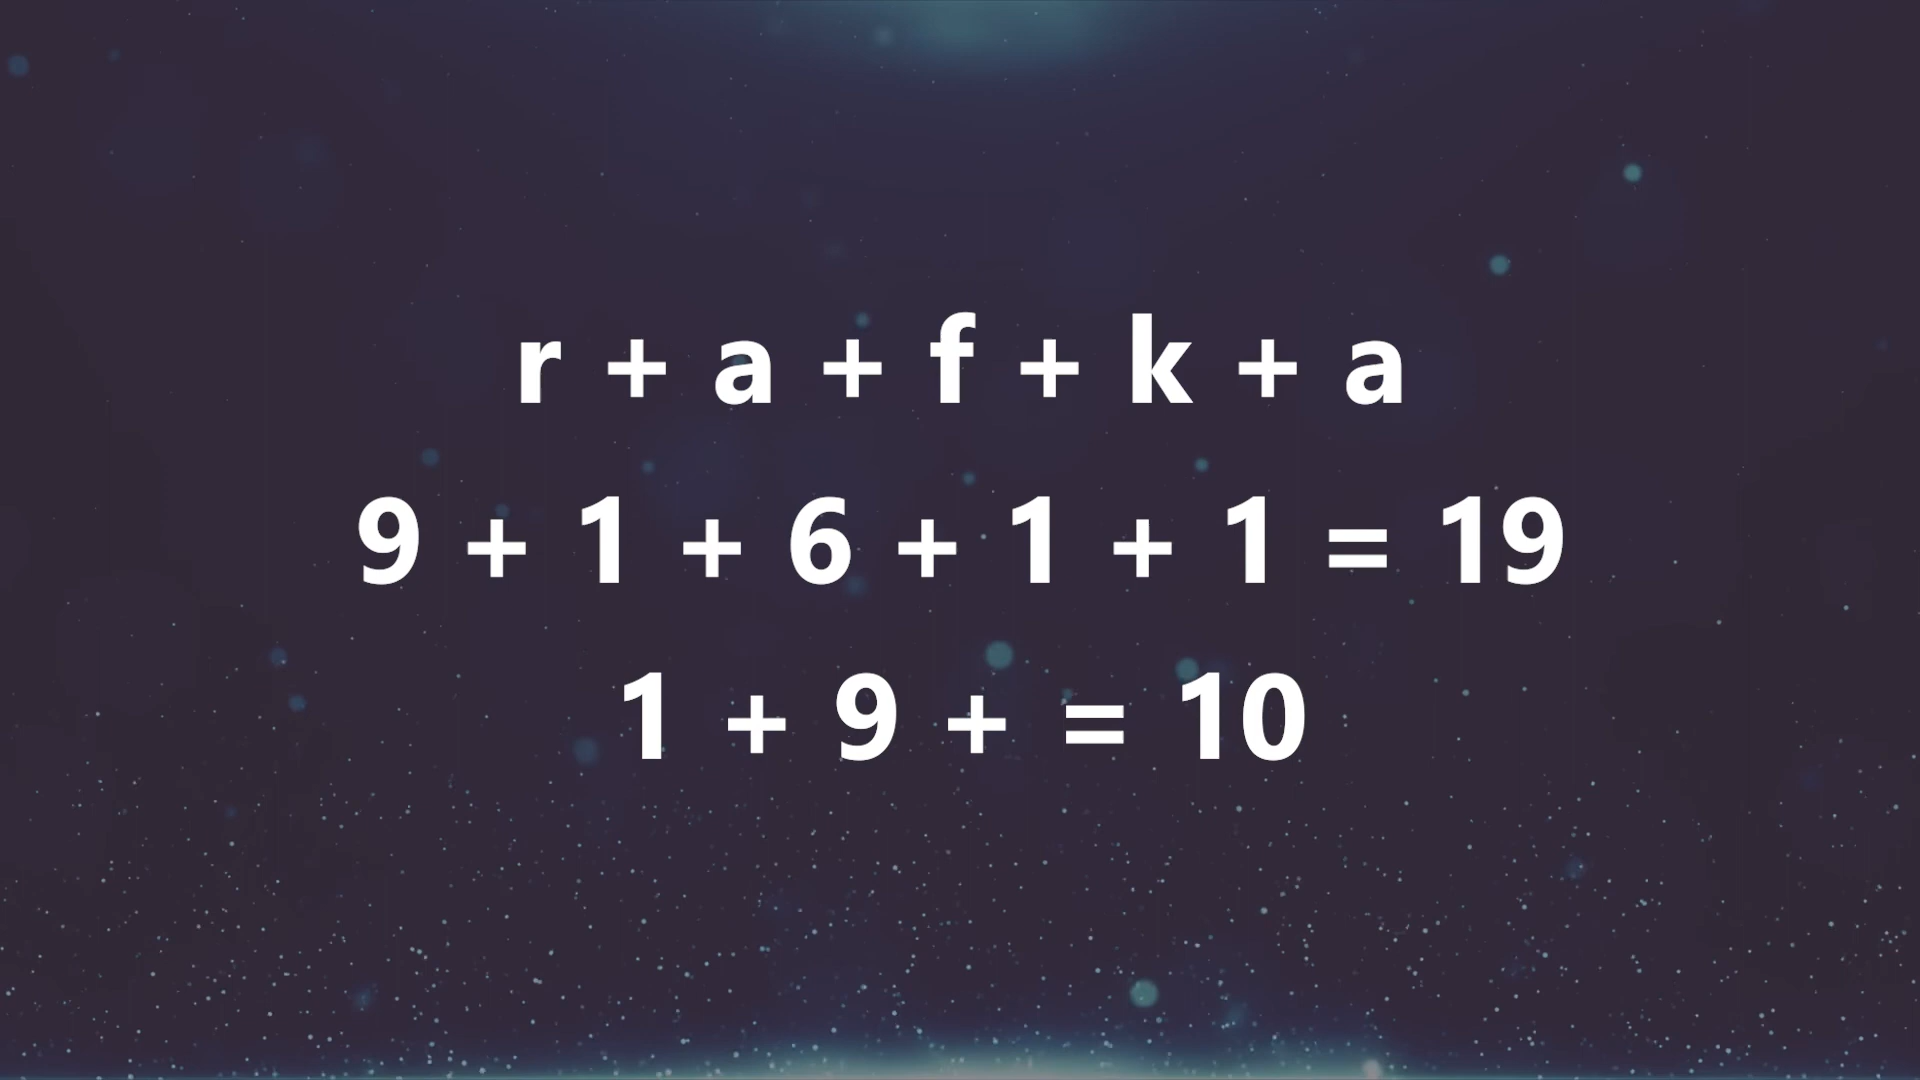 r + a + f + k + a
9 + 1 + 6 + 1 + 1 = 19
1 + 9 + = 10